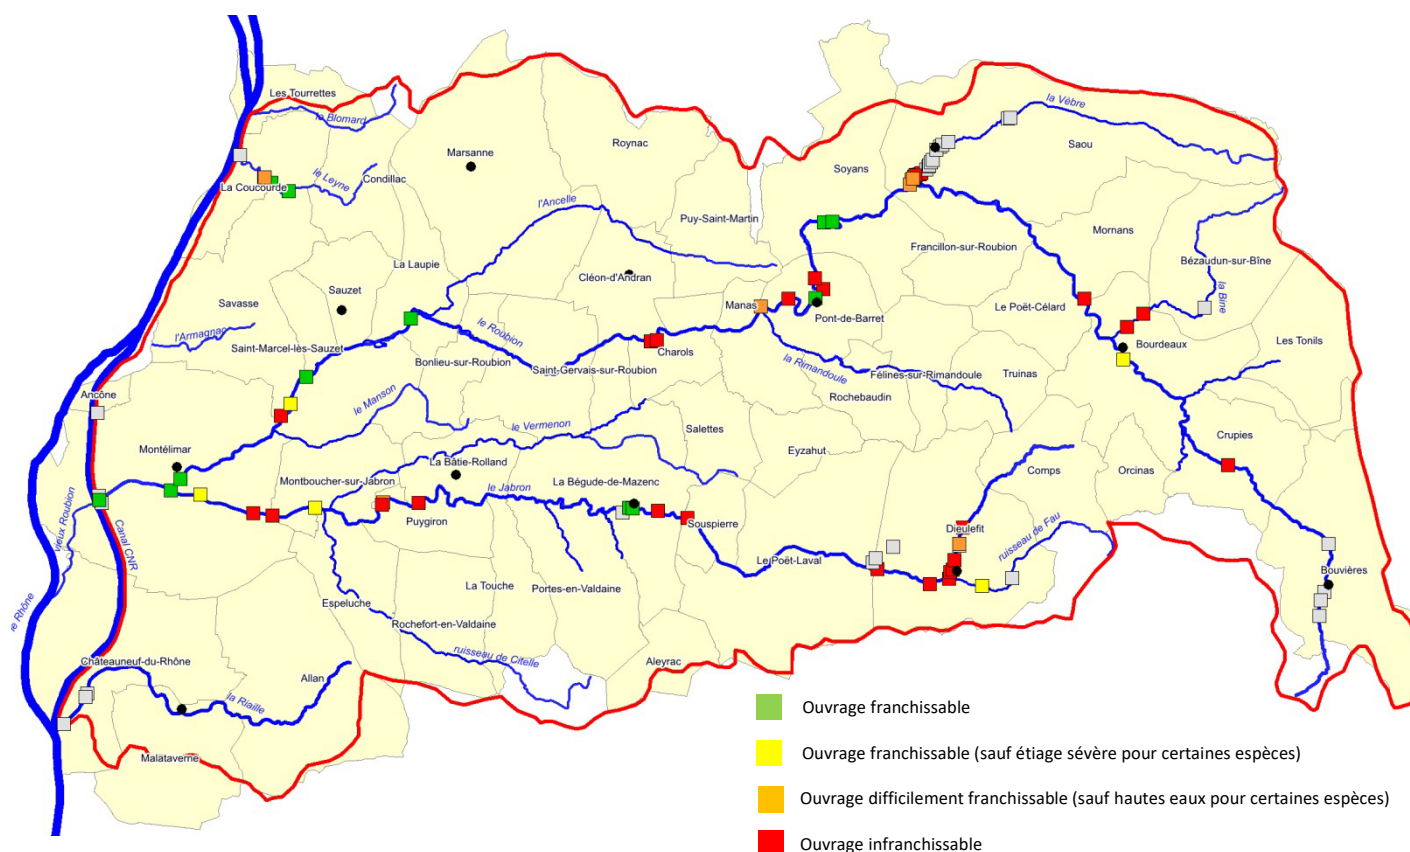 Les Tourrettes
la Blomard
Marsanne
Roynac
la Vèbre
Saou
Soyans
La Coucourde
le Leyne
Condillac
l'Ancelle
Puy-Saint-Martin
Francillon-sur-Roubion
Mornans
Bézaudun-sur-Bîne
la Bine
La Laupie
Cléon-d'Andran
Savasse
Sauzet
Manas
Pont-de-Barret
Le Poët-Célard
l'Armagnac
Saint-Marcel-lès-Sauzet
le Roubion
Bonlieu-sur-Roubion
Saint-Gervais-sur-Roubion
Charols
la Rimandoule
Félines-sur-Rimandoule
Truinas
Bourdeaux
Les Tonils
Rochebaudin
Ancône
le Manson
le Vermenon
Salettes
Eyzahut
Crupies
Montélimar
La Bâtie-Rolland
Montboucher-sur-Jabron
le Jabron
La Bégude-de-Mazenc
Comps
Orcinas
Puygiron
Souspierre
Dieulefit
ruisseau de Fau
vieux Roubion
Canal CNR
Le Poët-Laval
Bouvières
La Touche
Portes-en-Valdaine
Espeluche
Rochefort-en-Valdaine
le Rhône
ruisseau de Citelle
Aleyrac
Châteauneuf-du-Rhône
la Riaille
Allan
Malataverne
Ouvrage franchissable
Ouvrage franchissable (sauf étiage sévère pour certaines espèces)
Ouvrage difficilement franchissable (sauf hautes eaux pour certaines espèces)
Ouvrage infranchissable